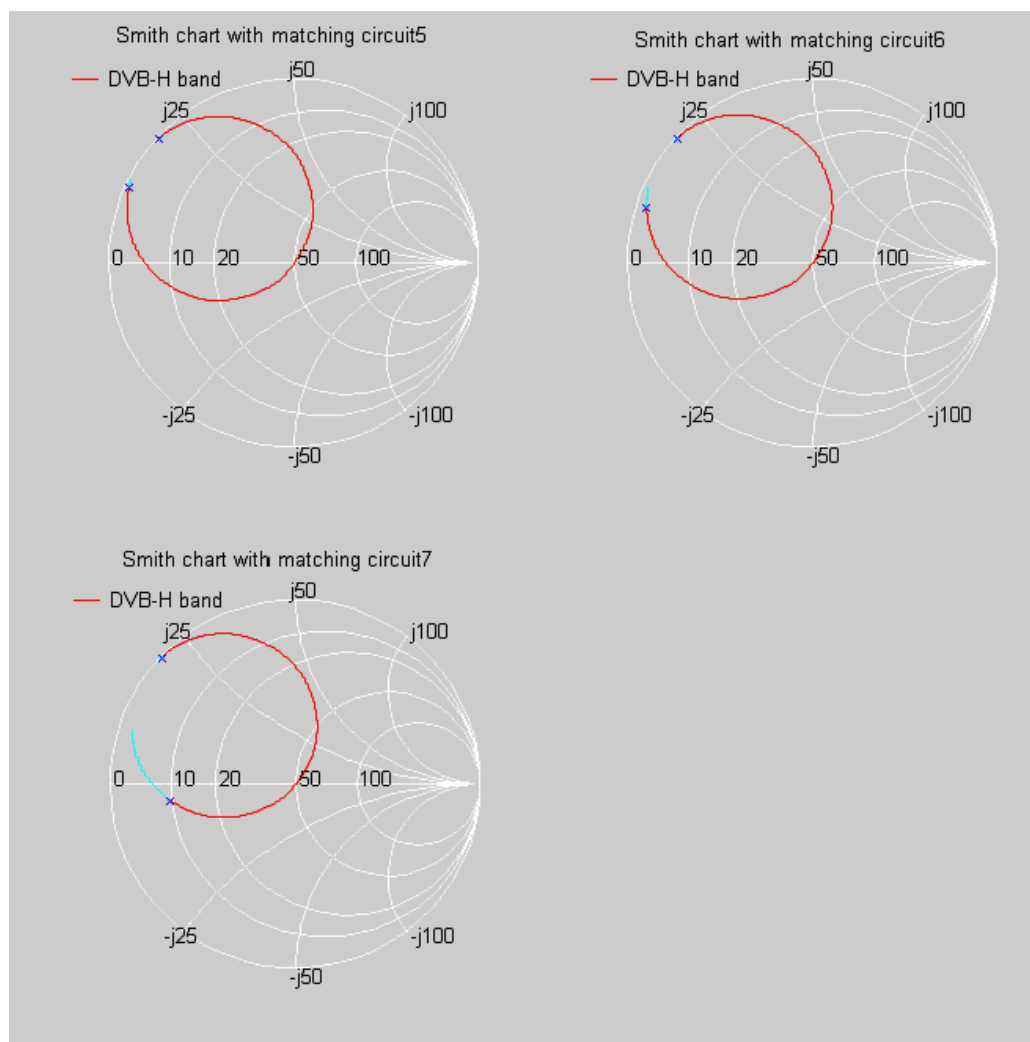 Smith chart with matching circuit5
DVB-H band
j50
j25
j100
0
10
20
50
100
-j25
-j100
-j50
Smith chart with matching circuit6
DVB-H band
j50
j25
j100
0
10
20
50
100
-j25
-j100
-j50
Smith chart with matching circuit7
DVB-H band
j50
j25
j100
0
10
20
50
100
-j25
-j100
-j50